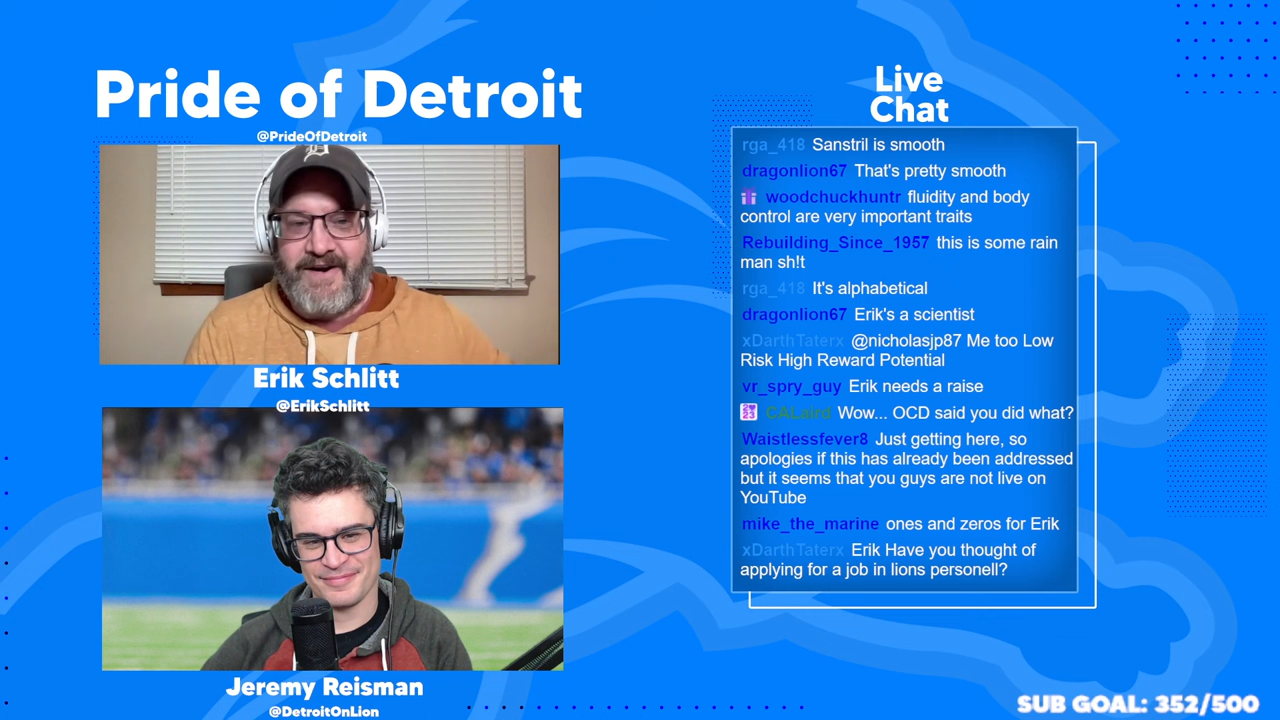 Pride of Detroit
@PrideOfDetroit
Erik Schlitt
@ErikSchlitt
Jeremy Reisman
@DetroitOnLion
Live
Chat
rga_418 Sanstril is smooth
dragonlion67 That's pretty smooth
woodchuckhuntr fluidity and body
control are very important traits
Rebuilding_Since_1957 this is some rain
man sh!t
rga_418 It's alphabetical
dragonlion67 Erik's a scientist
xDarthTaterx @nicholasjp87 Me too Low
Risk High Reward Potential
vr_spry_guy Erik needs a raise
CALaird Wow... OCD said you did what?
Waistlessfever8 Just getting here, so
apologies if this has already been addressed
but it seems that you guys are not live on
YouTube
mike_the_marine ones and zeros for Erik
xDarthTaterx Erik Have you thought of
applying for a job in lions personell?
SUB GOAL: 352/500